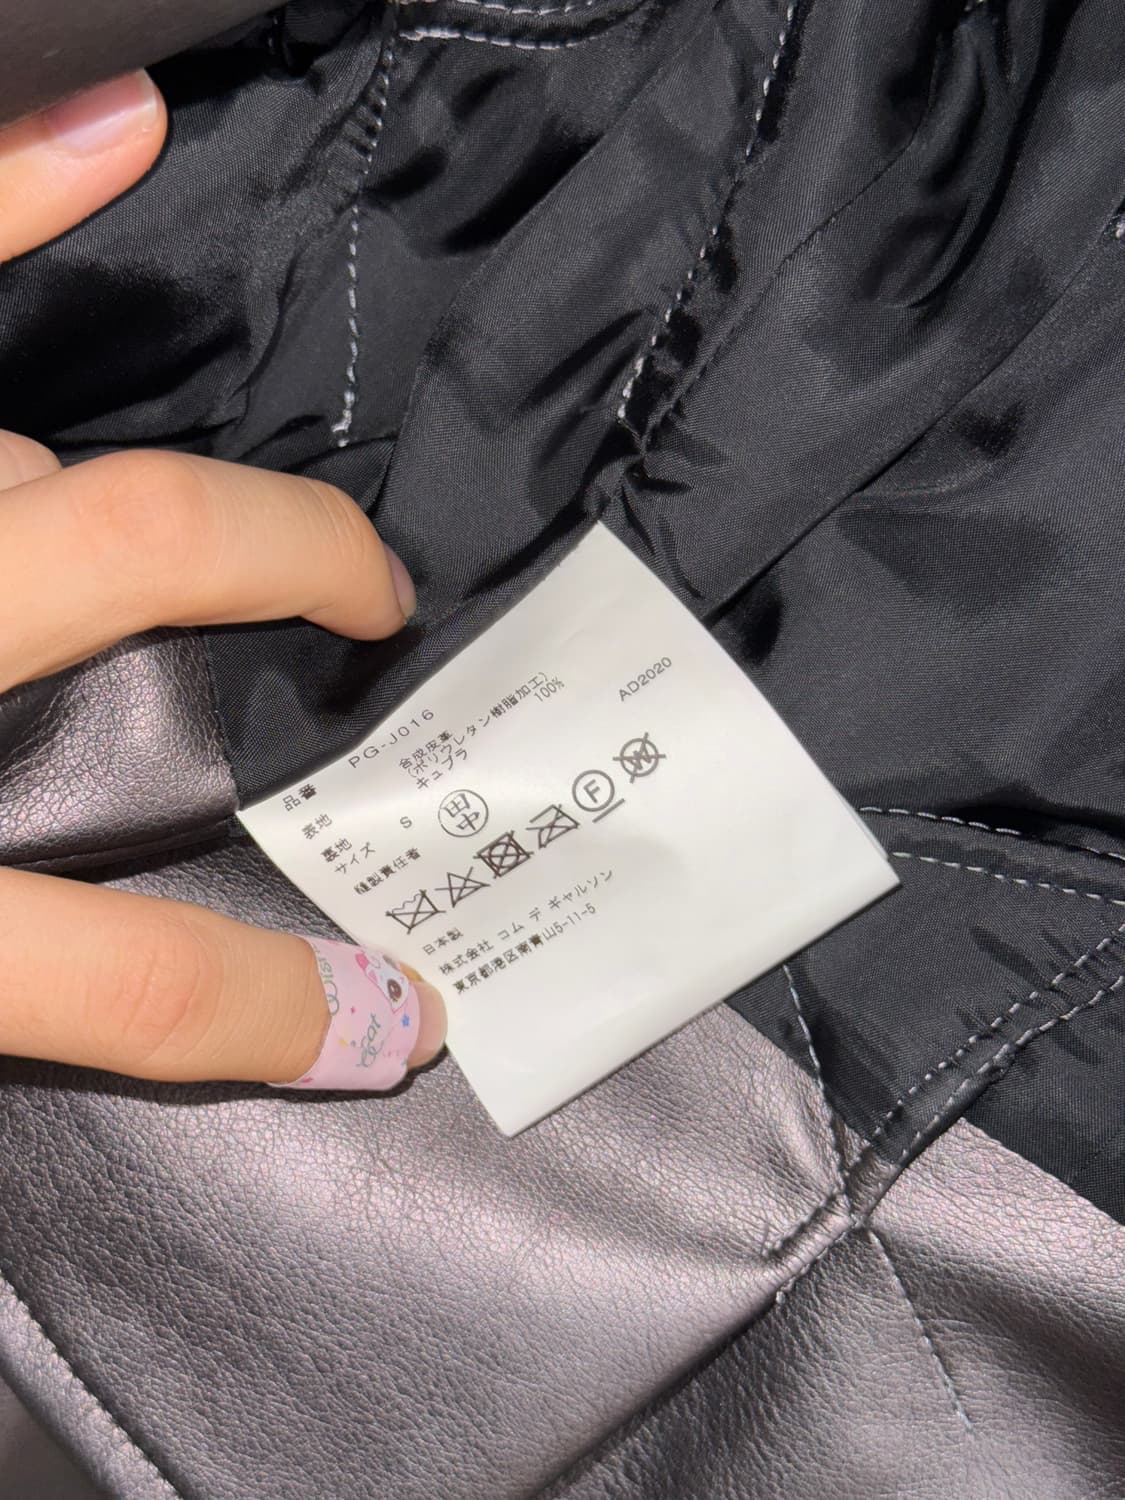 品番 PG-J016
表地 合成皮革
(ポリウレタン樹脂加工)
裏地 キュプラ 100%
サイズ S
縫製責任者 田中
AD2020
F
W
日本製
株式会社 コム デ ギャルソン
東京都港区南青山5-11-5
cat